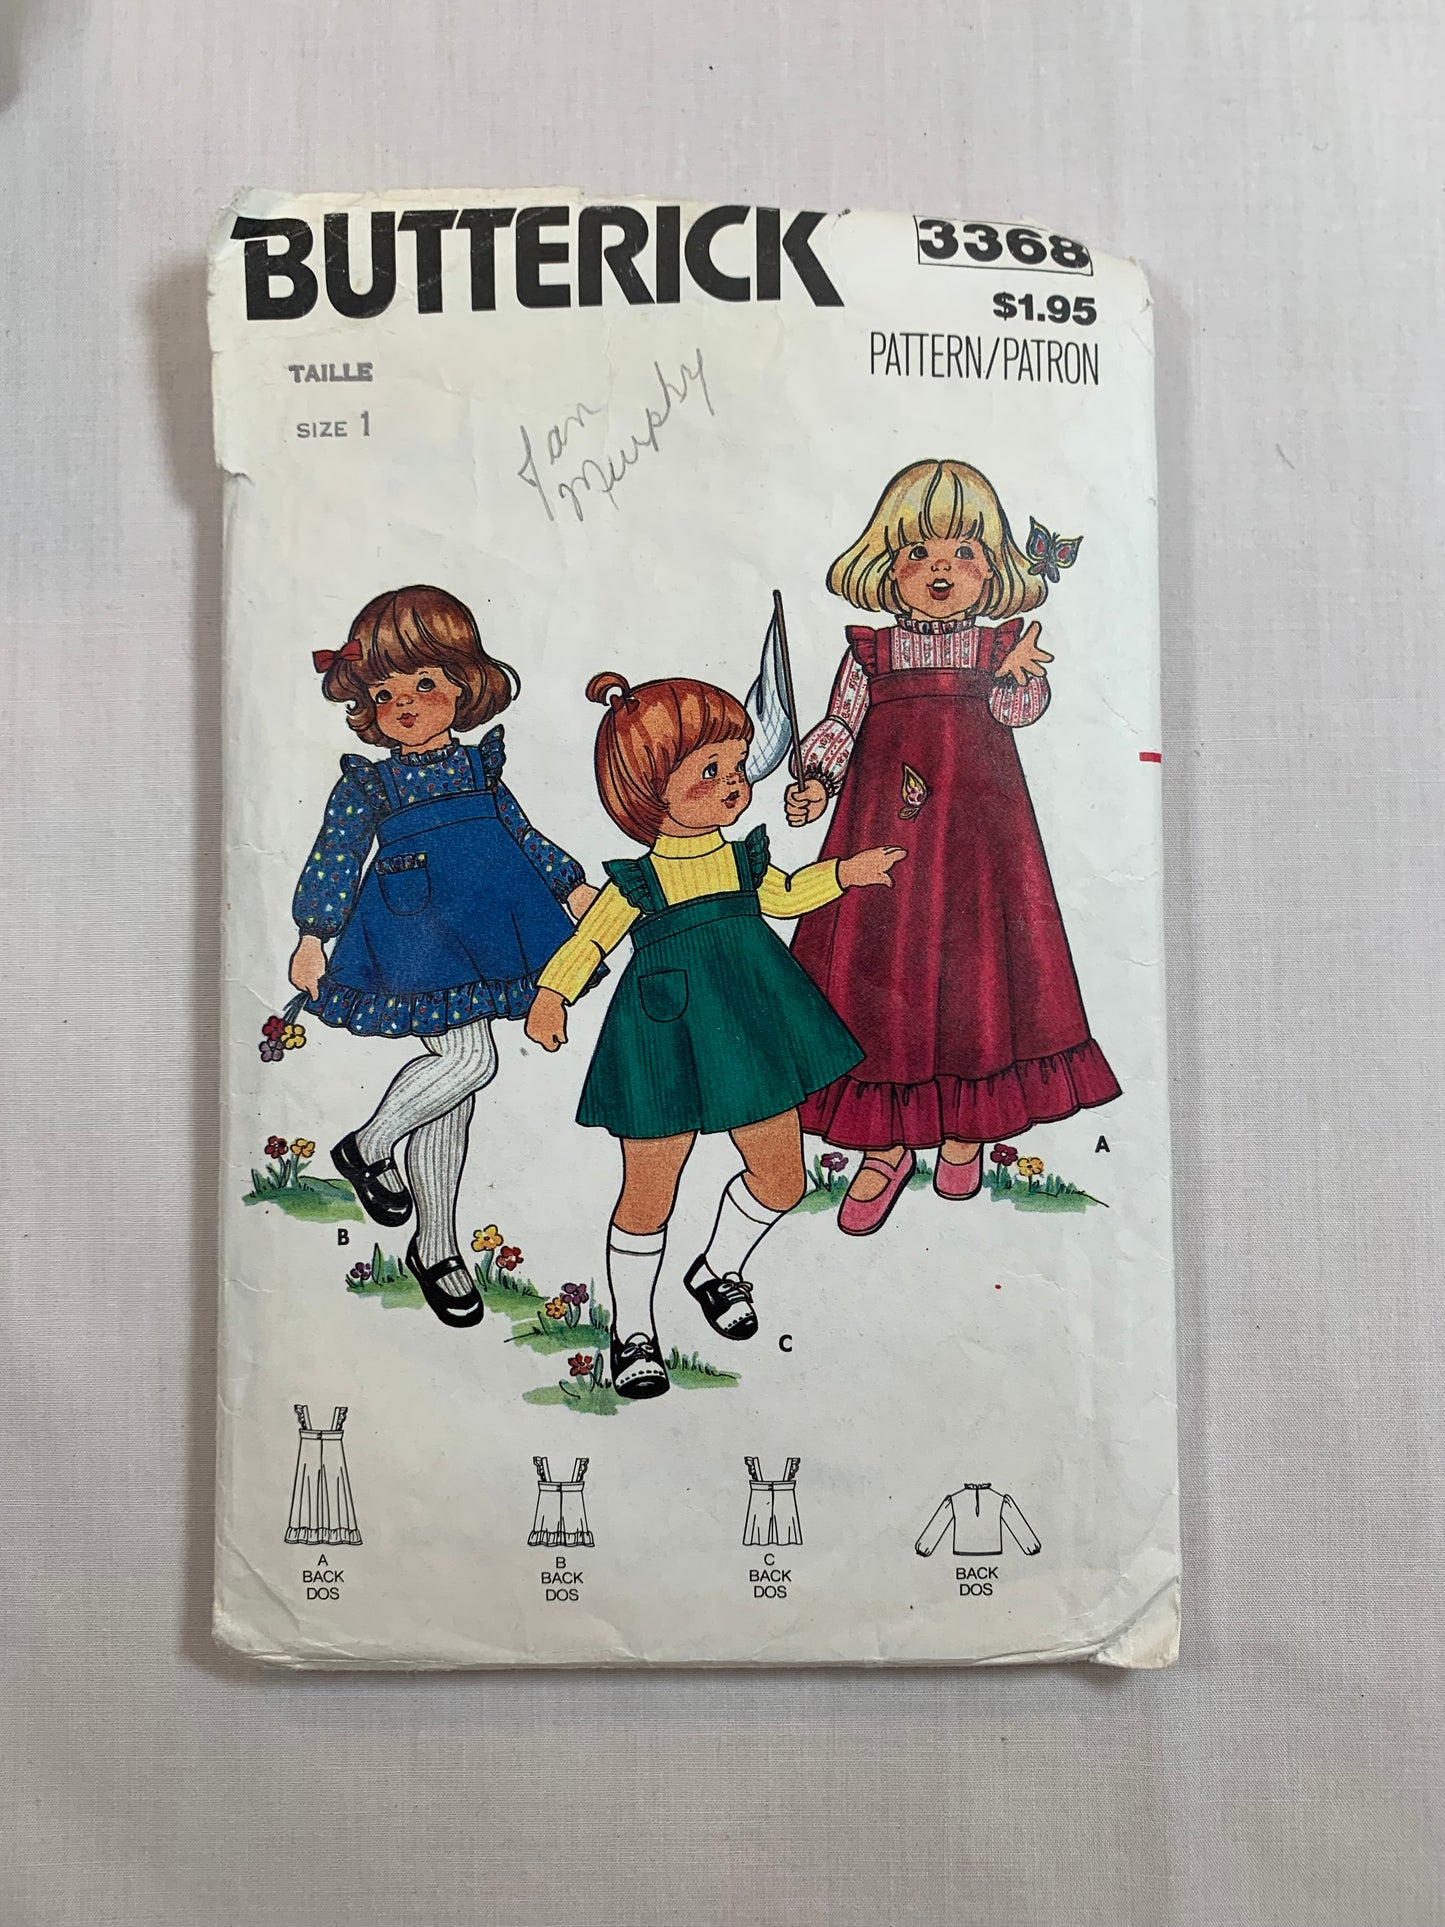 BUTTERICK
3368
$1.95
PATTERN/PATRON
TAILLE
SIZE 1
Jan
Murphy
A
B
C
A
BACK
DOS
B
BACK
DOS
C
BACK
DOS
BACK
DOS